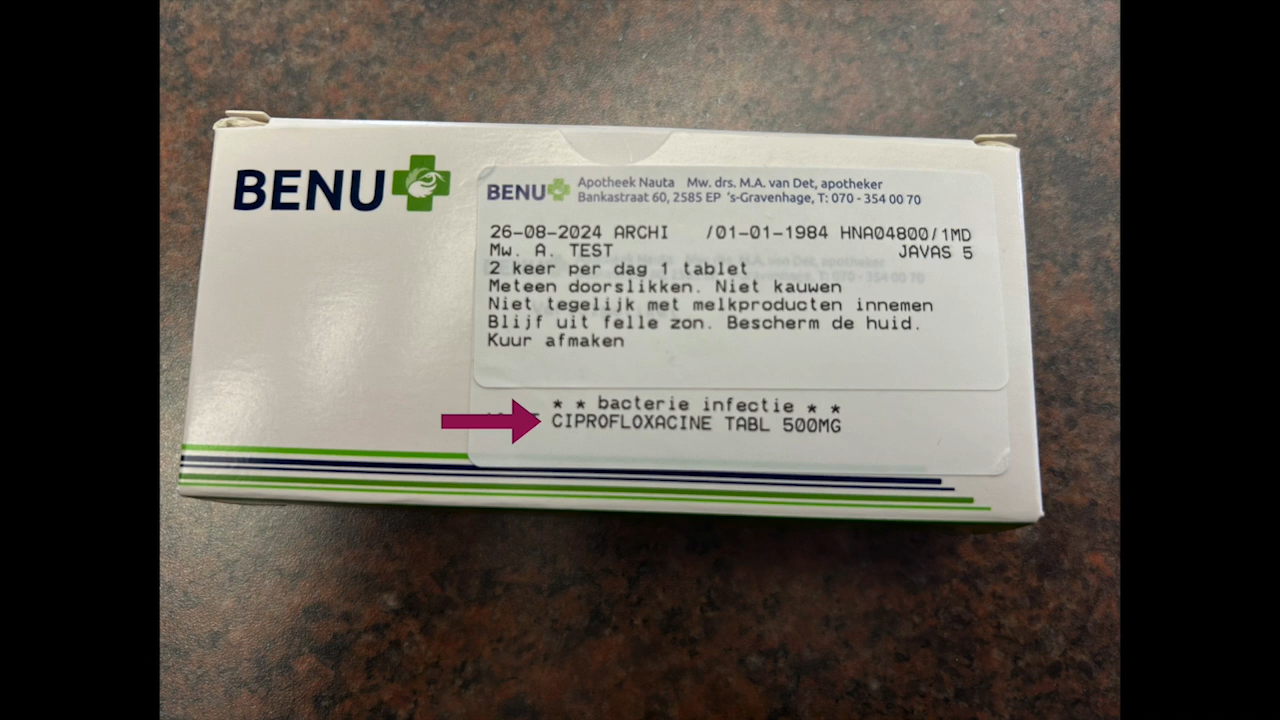 BENU
BENU Apotheek Nauta Mw. drs. M.A. van Det, apotheker
Bankastraat 60, 2585 EP 's-Gravenhage, T: 070 - 354 00 70
26-08-2024 ARCHI /01-01-1984 HNA04800/1MD
Mw. A. TEST JAVAS 5
2 keer per dag 1 tablet
Meteen doorslikken. Niet kauwen
Niet tegelijk met melkproducten innemen
Blijf uit felle zon. Bescherm de huid.
Kuur afmaken
* * bacterie infectie * *
CIPROFLOXACINE TABL 500MG